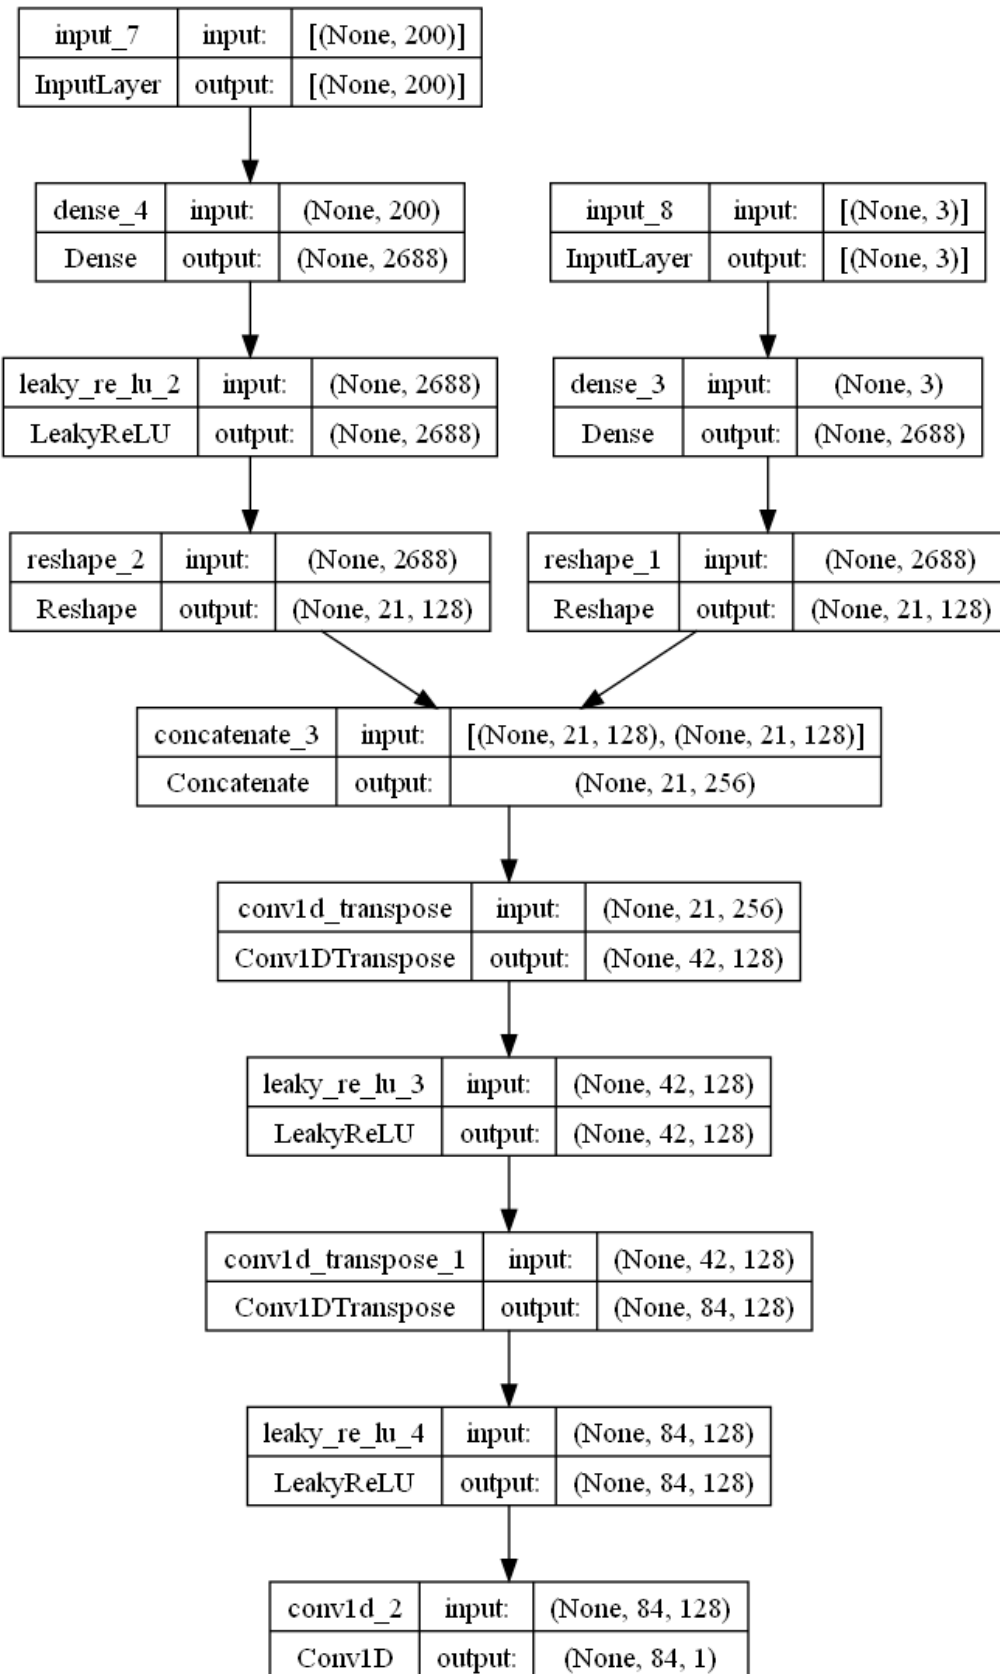 input_7 input: [(None, 200)]
InputLayer output: [(None, 200)]
dense_4 input: (None, 200)
Dense output: (None, 2688)
input_8 input: [(None, 3)]
InputLayer output: [(None, 3)]
leaky_re_lu_2 input: (None, 2688)
LeakyReLU output: (None, 2688)
dense_3 input: (None, 3)
Dense output: (None, 2688)
reshape_2 input: (None, 2688)
Reshape output: (None, 21, 128)
reshape_1 input: (None, 2688)
Reshape output: (None, 21, 128)
concatenate_3 input: [(None, 21, 128), (None, 21, 128)]
Concatenate output: (None, 21, 256)
conv1d_transpose input: (None, 21, 256)
Conv1DTranspose output: (None, 42, 128)
leaky_re_lu_3 input: (None, 42, 128)
LeakyReLU output: (None, 42, 128)
conv1d_transpose_1 input: (None, 42, 128)
Conv1DTranspose output: (None, 84, 128)
leaky_re_lu_4 input: (None, 84, 128)
LeakyReLU output: (None, 84, 128)
conv1d_2 input: (None, 84, 128)
Conv1D output: (None, 84, 1)